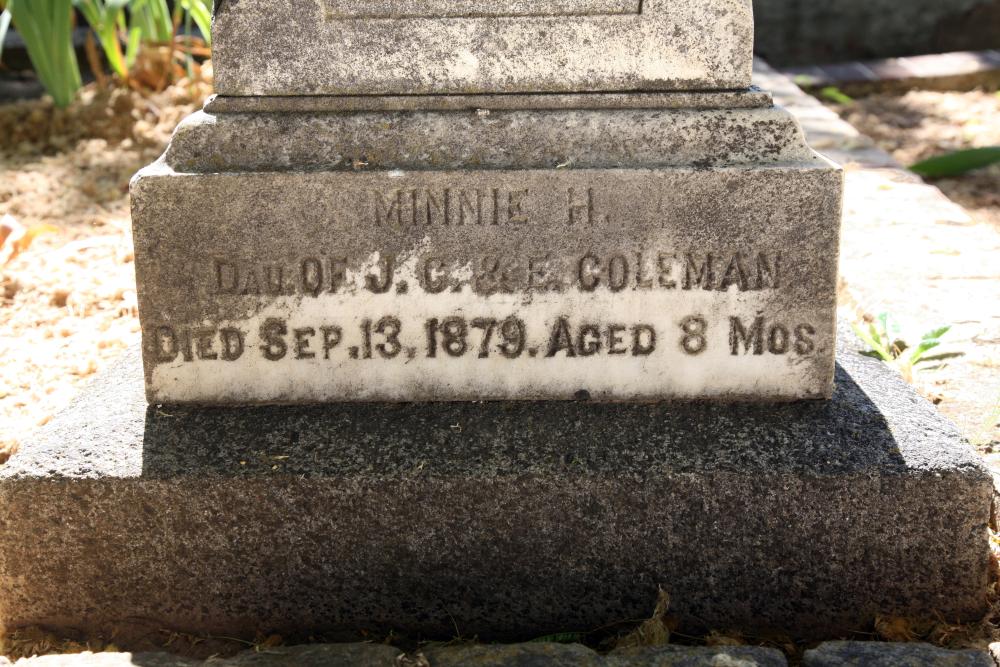 MINNIE H.
DAU. OF J. C. & E. COLEMAN
DIED SEP. 13, 1879. AGED 8 MOS